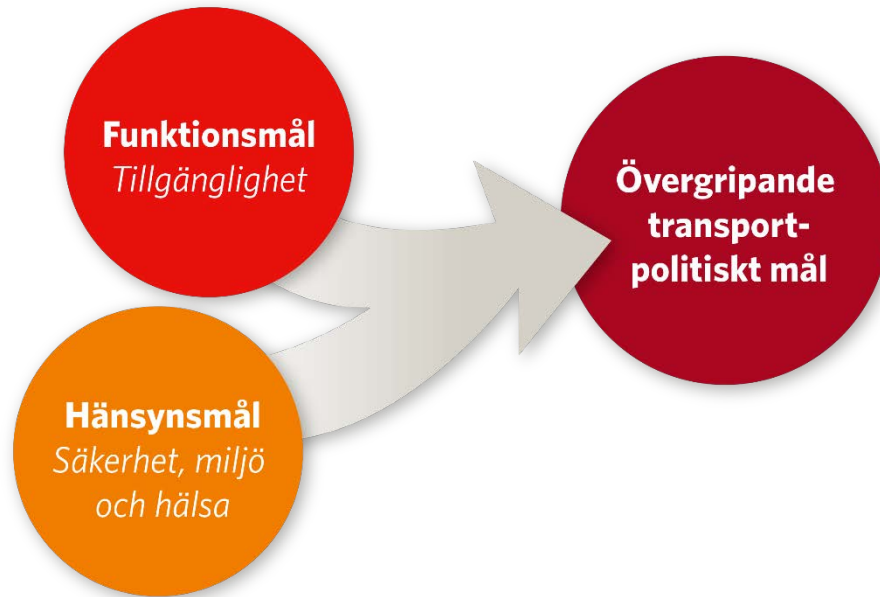 Funktionsmål
Tillgänglighet
Övergripande
transport-
politiskt mål
Hänsynsmål
Säkerhet, miljö
och hälsa